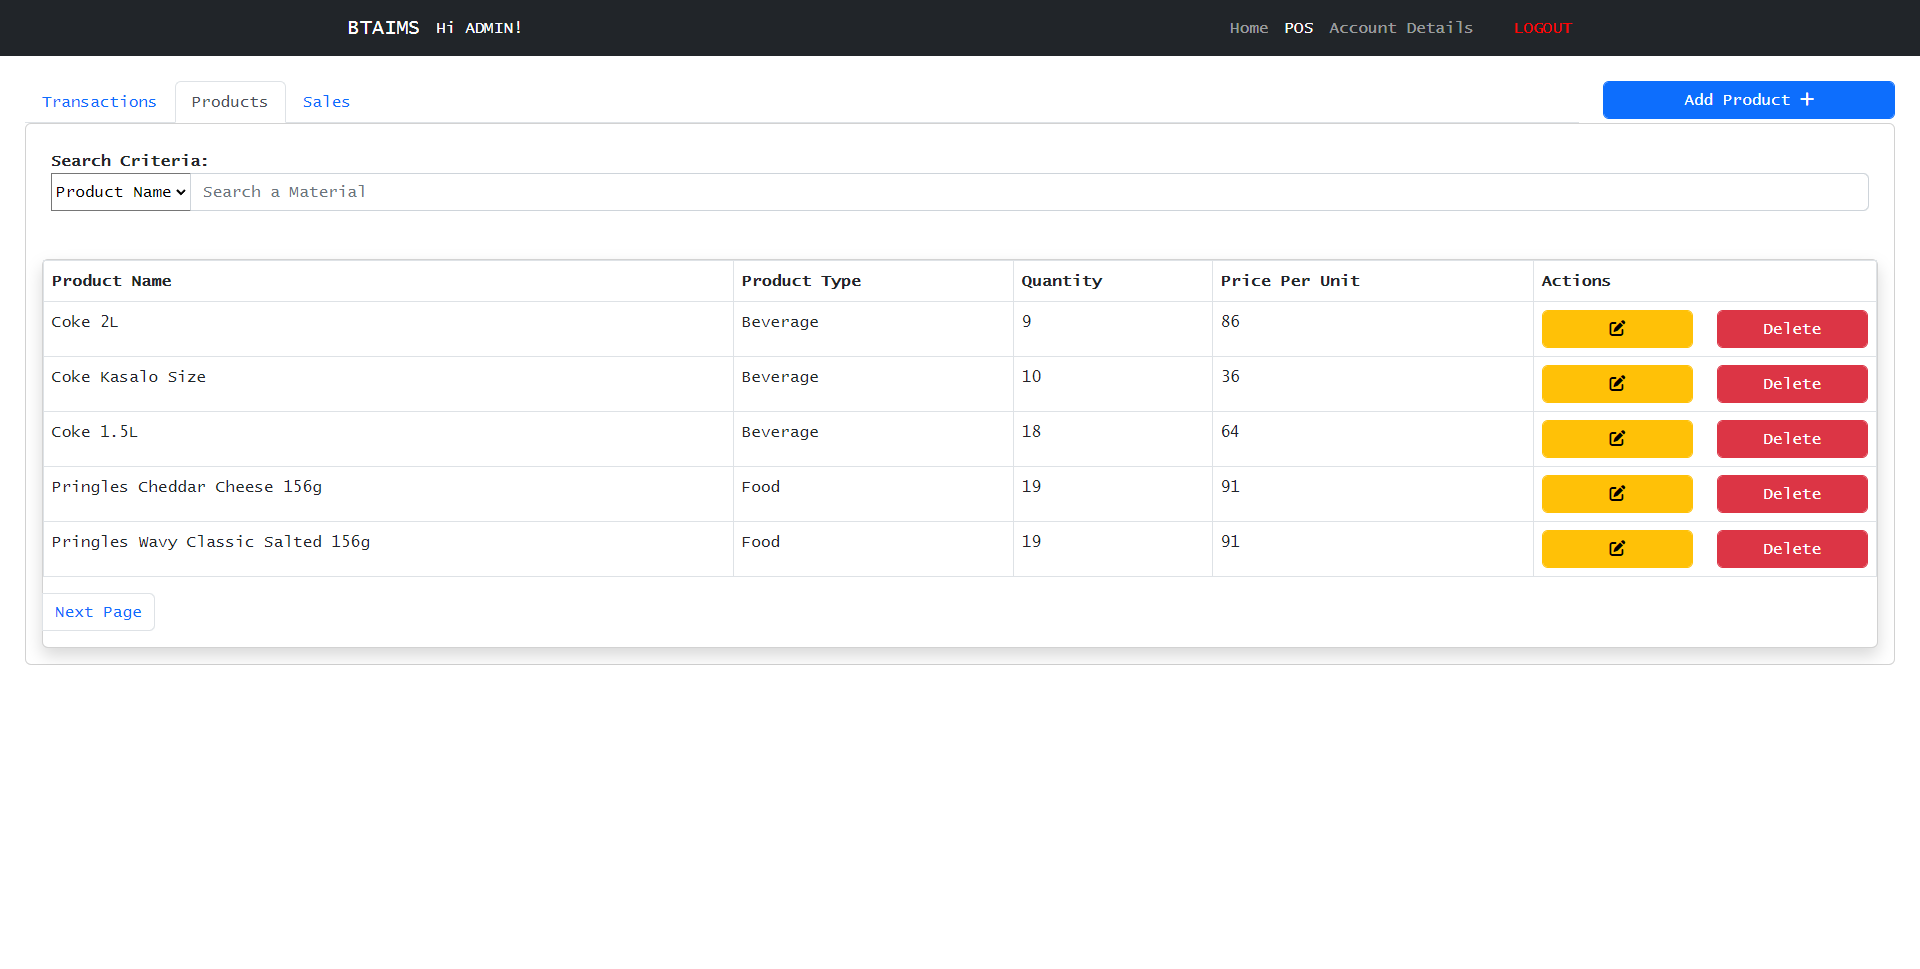 BTAIMS Hi ADMIN! Home POS Account Details LOGOUT
Transactions Products Sales Add Product +
Search Criteria:
Product Name Search a Material
Product Name Product Type Quantity Price Per Unit Actions
Coke 2L Beverage 9 86 Delete
Coke Kasalo Size Beverage 10 36 Delete
Coke 1.5L Beverage 18 64 Delete
Pringles Cheddar Cheese 156g Food 19 91 Delete
Pringles Wavy Classic Salted 156g Food 19 91 Delete
Next Page